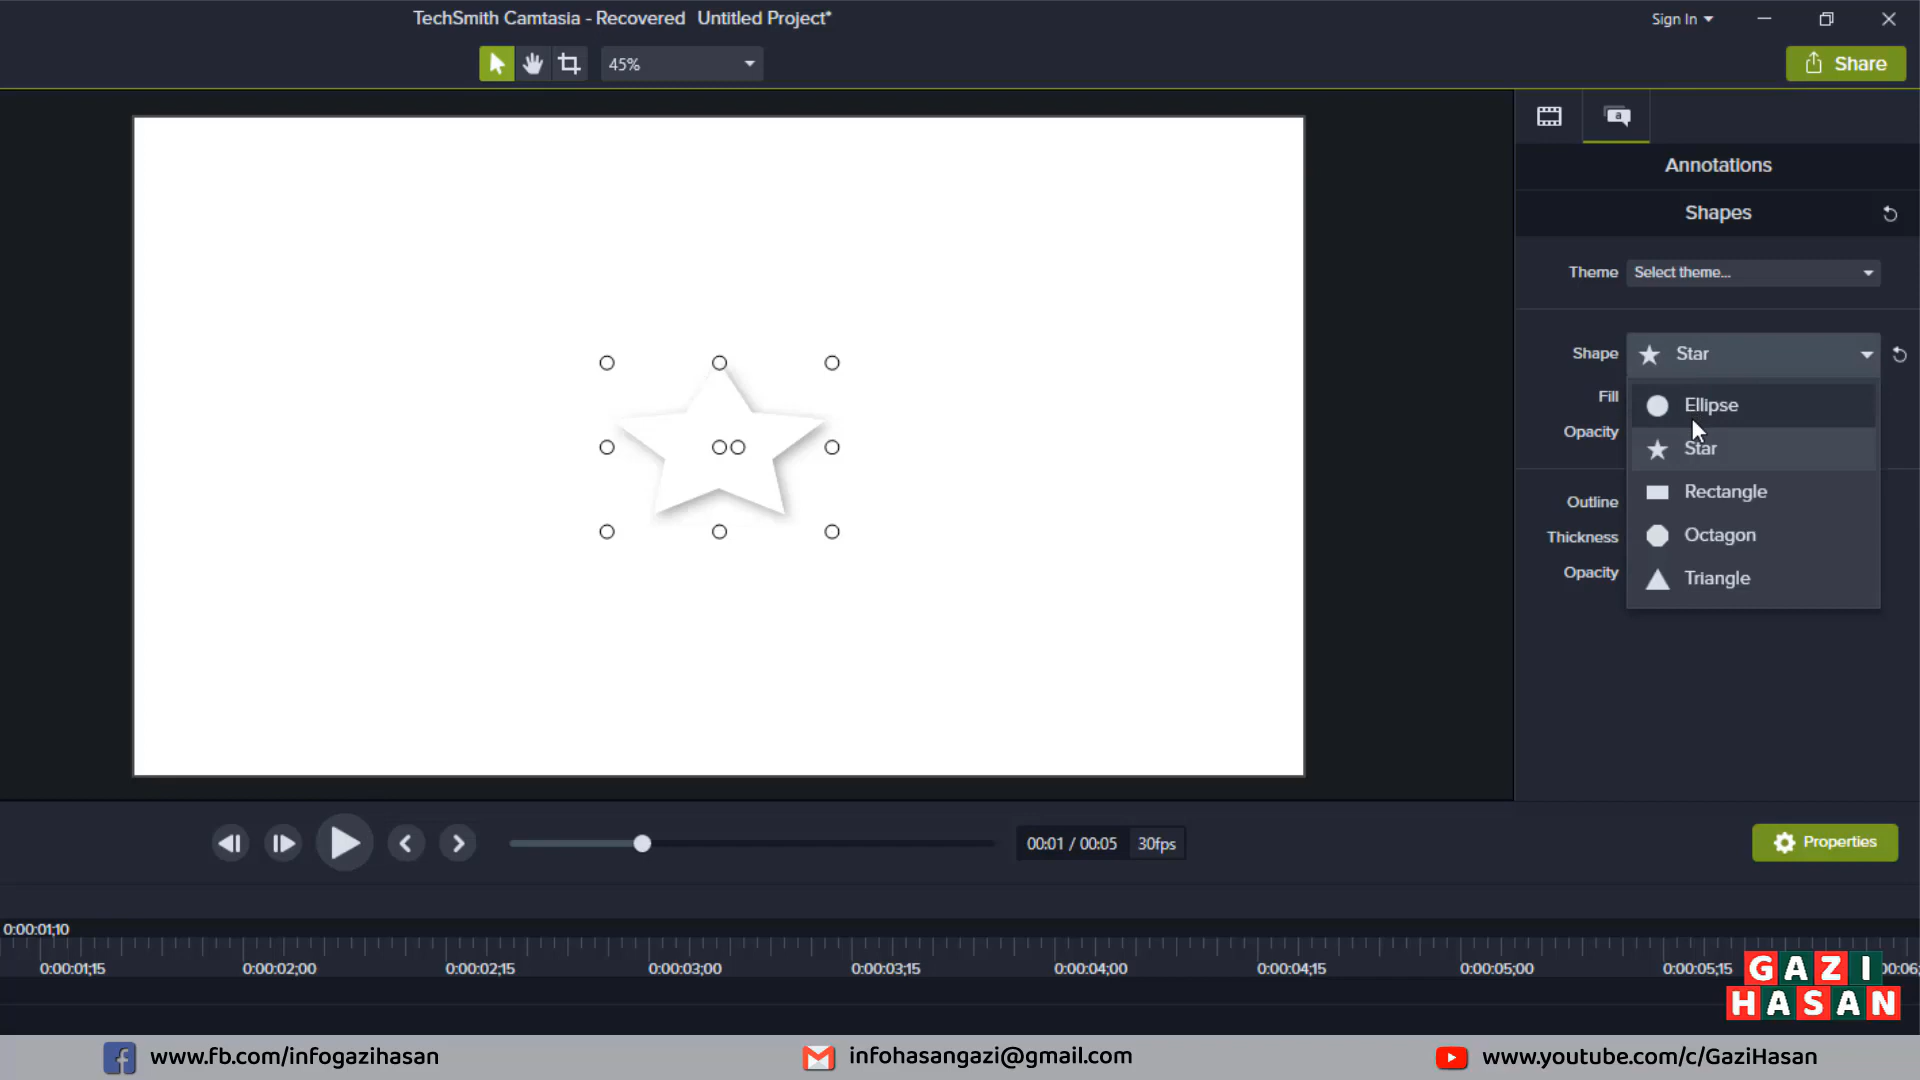 TechSmith Camtasia - Recovered Untitled Project*
Sign In
45%
Share
a
Annotations
Shapes
Theme Select theme...
Shape Star
Fill
Ellipse
Opacity
Star
Rectangle
Outline
Octagon
Thickness
Opacity
Triangle
00:01 / 00:05 30fps
Properties
0:00:01;10
0:00:01;15 0:00:02;00 0:00:02;15 0:00:03;00 0:00:03;15 0:00:04;00 0:00:04;15 0:00:05;00 0:00:05;15
GAZI
HASAN
www.fb.com/infogazihasan infohasangazi@gmail.com www.youtube.com/c/GaziHasan